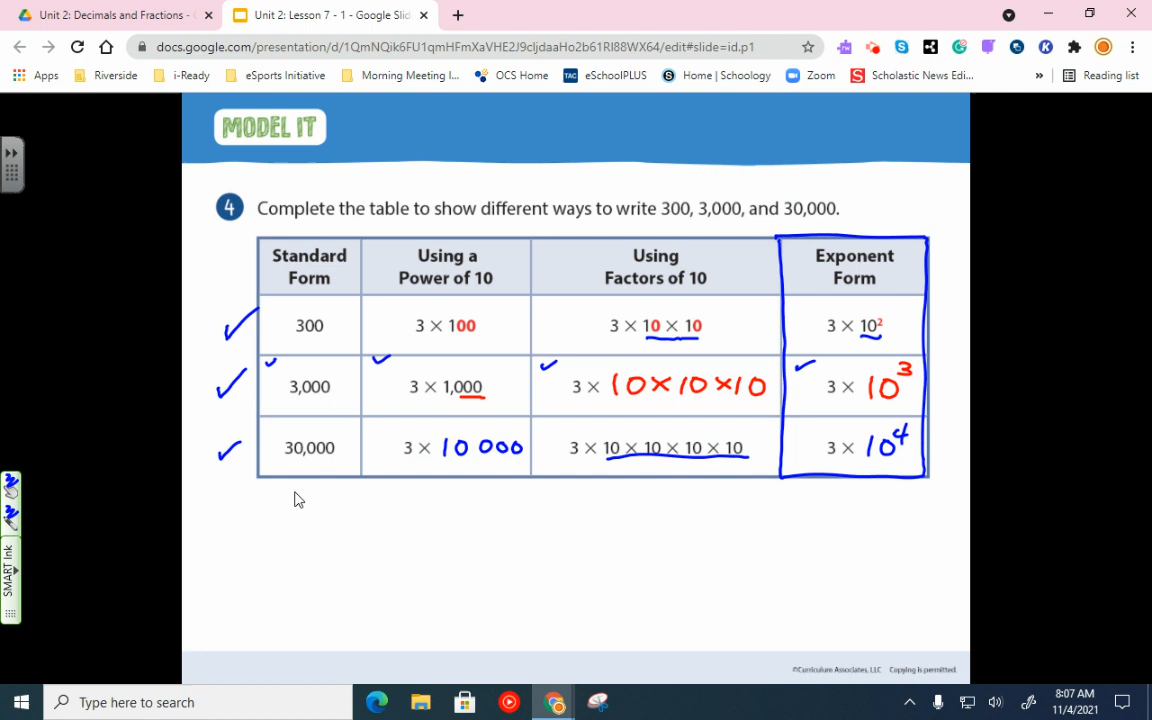 Unit 2: Decimals and Fractions -
Unit 2: Lesson 7 - 1 - Google Slid
docs.google.com/presentation/d/1QmNQik6FU1qmHFmXaVHE2J9cljdaaHo2b61RI88WX64/edit#slide=id.p1
Apps Riverside i-Ready eSports Initiative Morning Meeting I... OCS Home TAC eSchoolPLUS S Home | Schoology Zoom S Scholastic News Edi... » Reading list
MODEL IT
4 Complete the table to show different ways to write 300, 3,000, and 30,000.
Standard Form Using a Power of 10 Using Factors of 10 Exponent Form
300 3 × 100 3 × 10 × 10 3 × 10²
3,000 3 × 1,000 3 × 10×10×10 3 × 10³
30,000 3 × 10 000 3 × 10 × 10 × 10 × 10 3 × 10⁴
SMART Ink
©Curriculum Associates, LLC Copying is permitted.
Type here to search
8:07 AM
11/4/2021